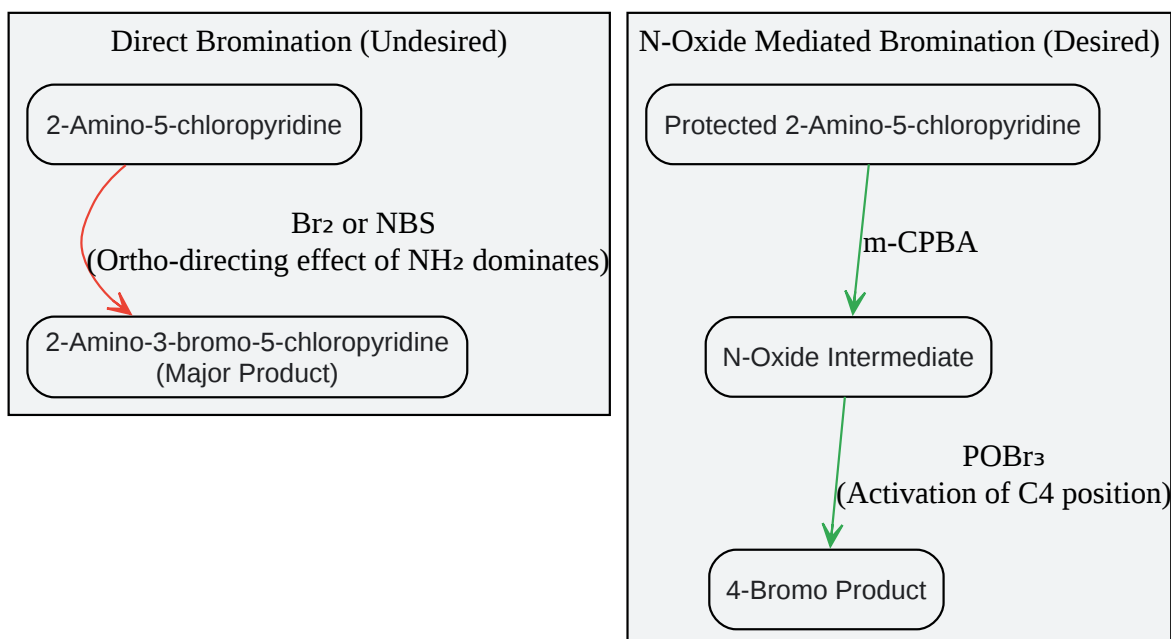 Direct Bromination (Undesired)
2-Amino-5-chloropyridine
Br₂ or NBS
(Ortho-directing effect of NH₂ dominates)
2-Amino-3-bromo-5-chloropyridine
(Major Product)
N-Oxide Mediated Bromination (Desired)
Protected 2-Amino-5-chloropyridine
m-CPBA
N-Oxide Intermediate
POBr₃
(Activation of C4 position)
4-Bromo Product